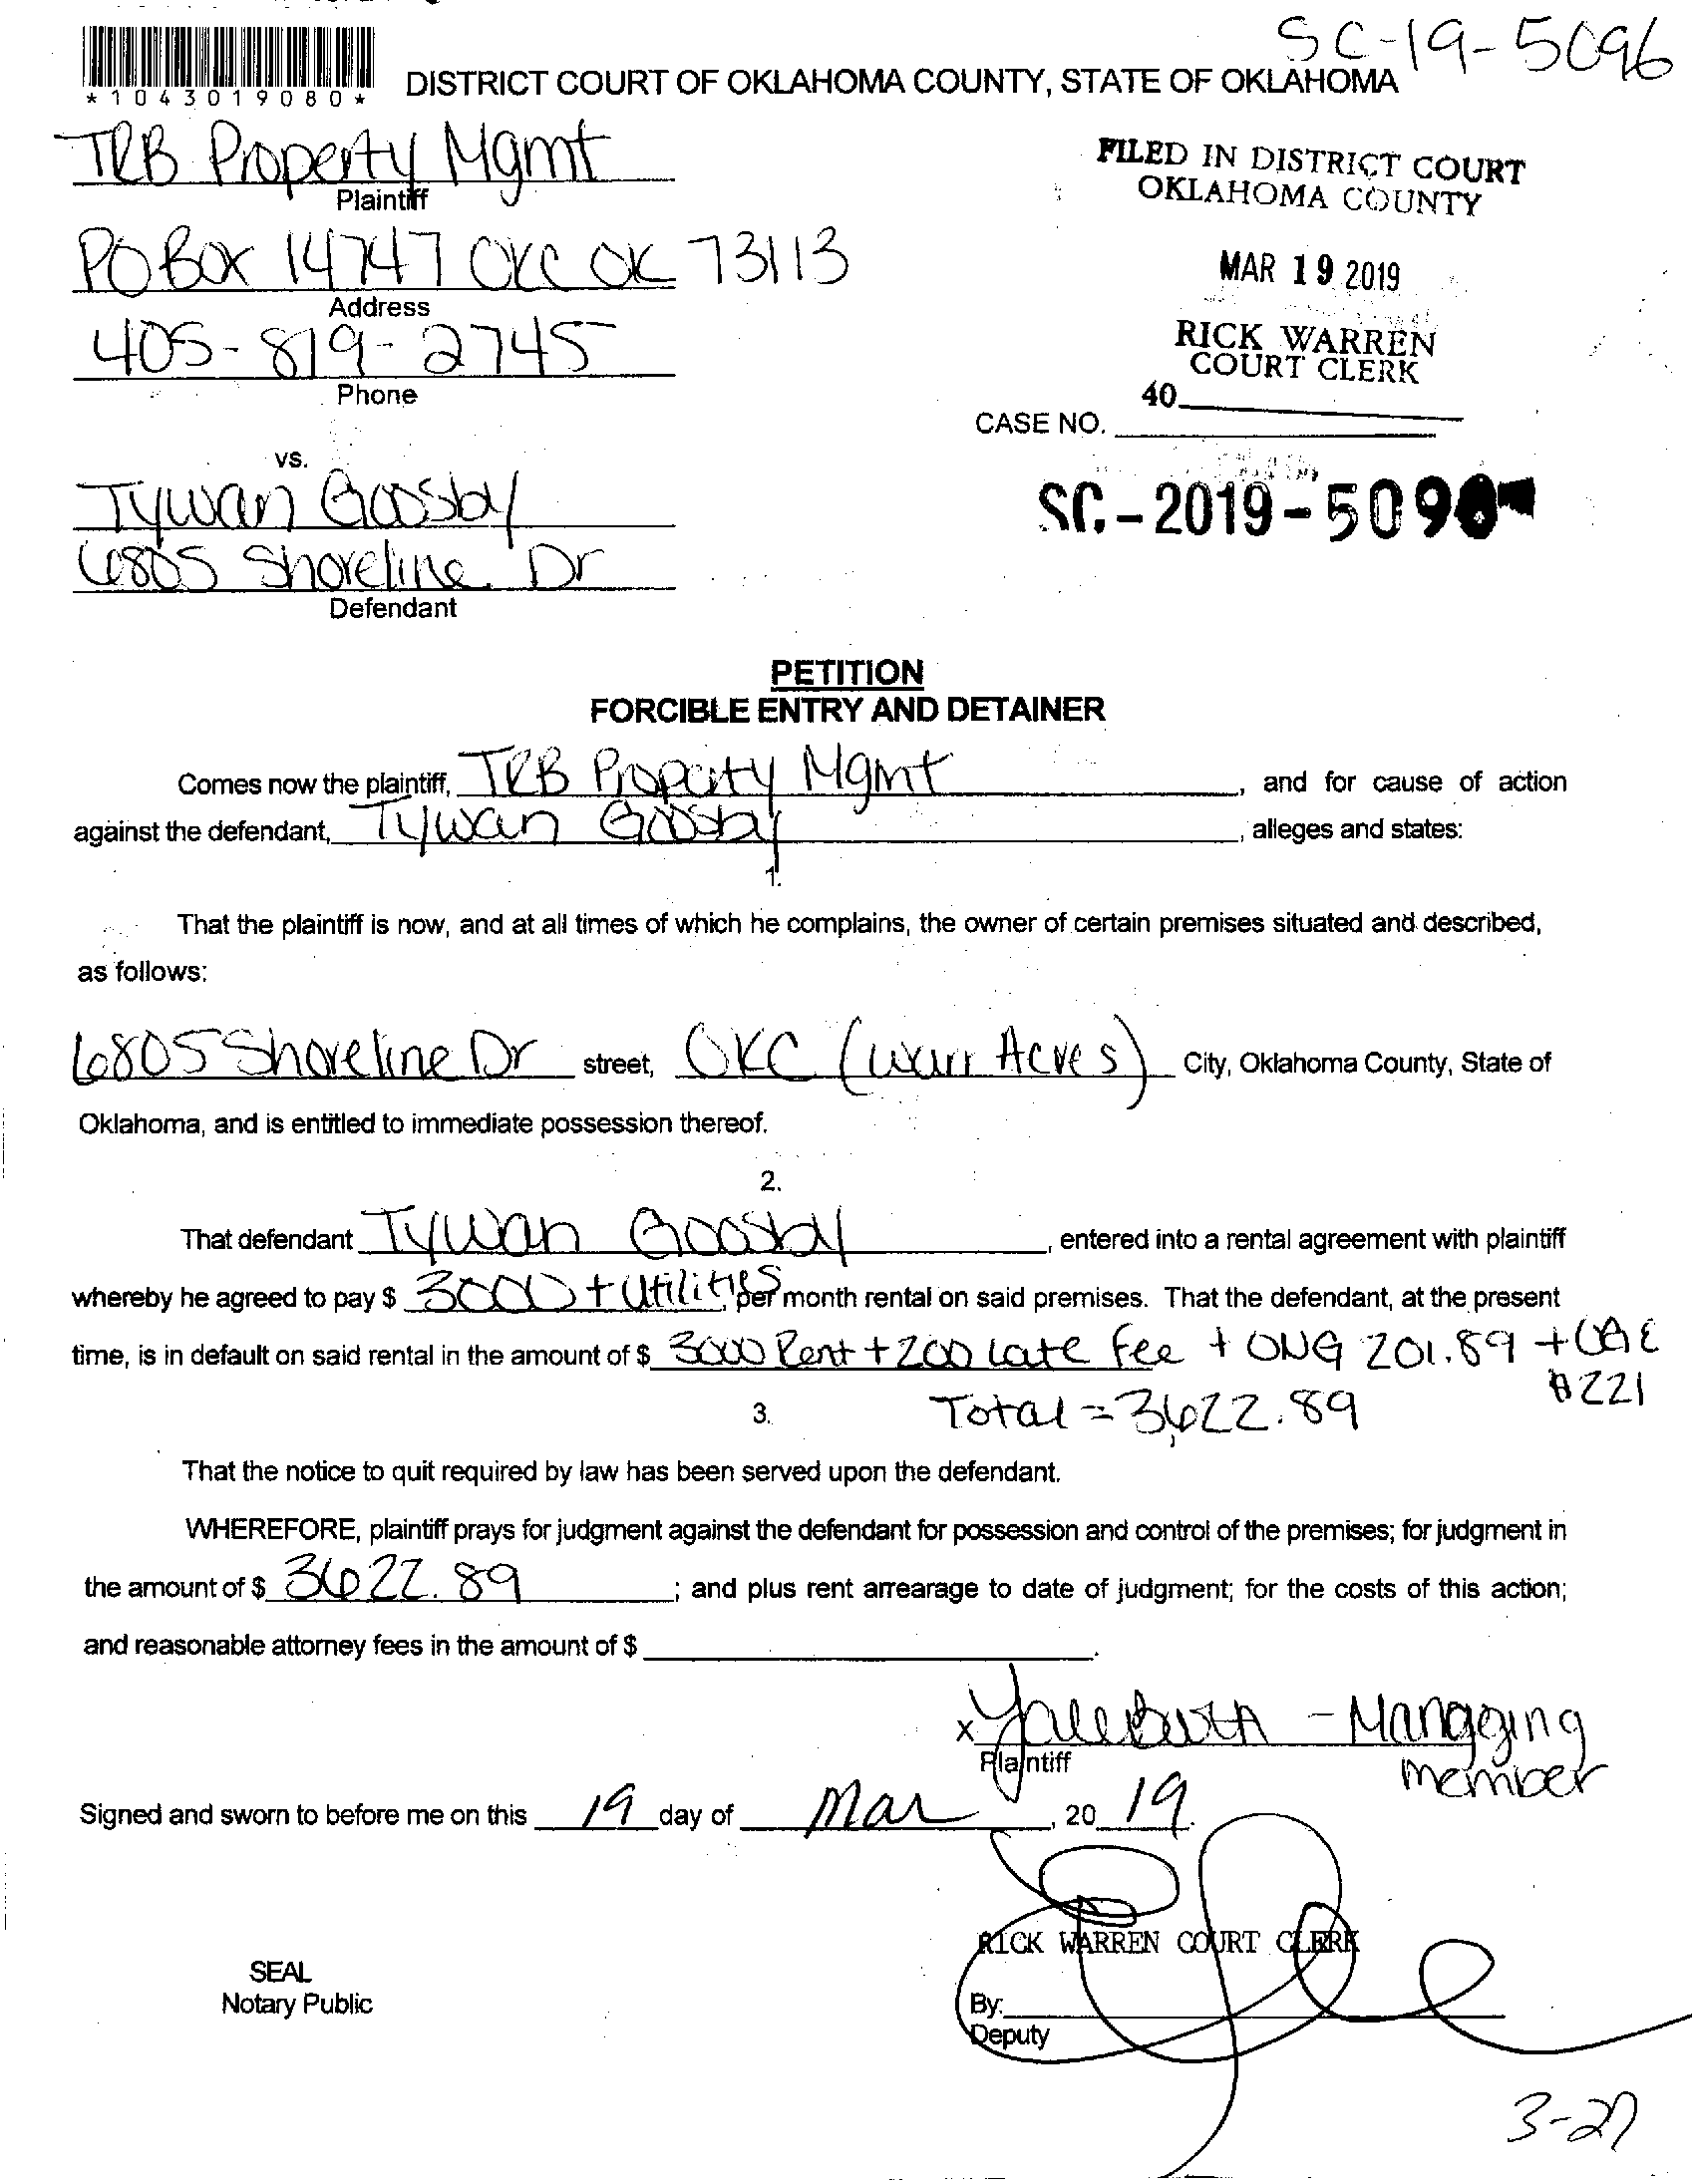 SC-19-5096
*1043019080*
DISTRICT COURT OF OKLAHOMA COUNTY, STATE OF OKLAHOMA
TRB Property Mgmt
Plaintiff
FILED IN DISTRICT COURT
OKLAHOMA COUNTY
PO Box 14747 OKC OK 73113
Address
MAR 19 2019
405-819-2745
Phone
RICK WARREN
COURT CLERK
40
CASE NO.
vs.
Tywan Goosby
SC-2019-509
6805 Shoreline Dr
Defendant
PETITION
FORCIBLE ENTRY AND DETAINER
Comes now the plaintiff, TRB Property Mgmt, and for cause of action
against the defendant, Tywan Goosby, alleges and states:
1.
That the plaintiff is now, and at all times of which he complains, the owner of certain premises situated and described,
as follows:
6805 Shoreline Dr street, OKC (Warr Acres) City, Oklahoma County, State of
Oklahoma, and is entitled to immediate possession thereof.
2.
That defendant Tywan Goosby, entered into a rental agreement with plaintiff
whereby he agreed to pay $ 3000 + utilities, per month rental on said premises. That the defendant, at the present
time, is in default on said rental in the amount of $ 3000 Rent + 200 Late Fee + ONG 201.89 + OG&E
$221
3. Total = 3,622.89
That the notice to quit required by law has been served upon the defendant.
WHEREFORE, plaintiff prays for judgment against the defendant for possession and control of the premises; for judgment in
the amount of $ 3622.89; and plus rent arrearage to date of judgment; for the costs of this action;
and reasonable attorney fees in the amount of $.
x - Managing
Plaintiff member
Signed and sworn to before me on this 19 day of Mar, 20 19.
RICK WARREN COURT CLERK
SEAL
Notary Public
By:
Deputy
3-27